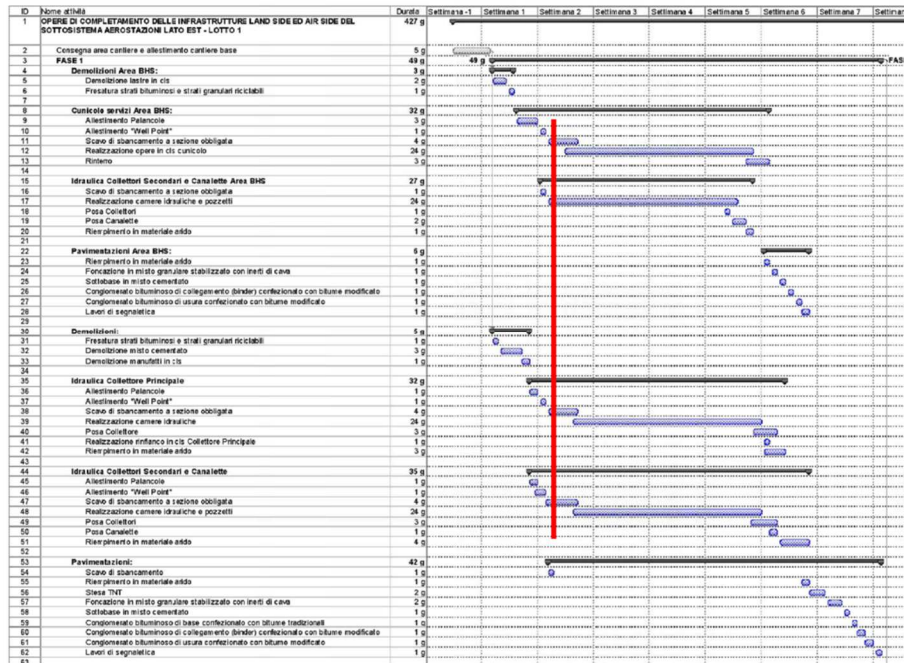 ID Nome attività Durata Settimana -1 Settimana 1 Settimana 2 Settimana 3 Settimana 4 Settimana 5 Settimana 6 Settimana 7 Settiman
1 OPERE DI COMPLETAMENTO DELLE INFRASTRUTTURE LAND SIDE ED AIR SIDE DEL 427 g
SOTTOSISTEMA AEROSTAZIONI LATO EST - LOTTO 1
2 Consegna area cantiere e allestimento cantiere base 5 g
3 FASE 1 49 g 49 g FAS
4 Demolizioni Area BHS: 3 g
5 Demolizione lastre in cls 2 g
6 Fresatura strati bituminosi e strati granulari riciclabili 1 g
7
8 Cunicolo servizi Area BHS: 32 g
9 Allestimento Palancole 3 g
10 Allestimento "Well Point" 1 g
11 Scavo di sbancamento a sezione obbligata 4 g
12 Realizzazione opere in cls cunicolo 24 g
13 Rinterro 3 g
14
15 Idraulica Collettori Secondari e Canalette Area BHS 27 g
16 Scavo di sbancamento a sezione obbligata 1 g
17 Realizzazione camere idrauliche e pozzetti 24 g
18 Posa Collettori 1 g
19 Posa Canalette 2 g
20 Riempimento in materiale arido 1 g
21
22 Pavimentazioni Area BHS: 6 g
23 Riempimento in materiale arido 1 g
24 Foncazione in misto granulare stabilizzato con inerti di cava 1 g
25 Sottobase in misto cementato 1 g
26 Conglomerato bituminoso di collegamento (binder) confezionato con bitume modificato 1 g
27 Conglomerato bituminoso di usura confezionato con bitume modificato 1 g
28 Lavori di segnaletica 1 g
29
30 Demolizioni: 5 g
31 Fresatura strati bituminosi e strati granulari riciclabili 1 g
32 Demolizione misto cementato 3 g
33 Demolizione manufatti in cls 1 g
34
35 Idraulica Collettore Principale 32 g
36 Allestimento Palancole 1 g
37 Allestimento "Well Point" 1 g
38 Scavo di sbancamento a sezione obbligata 4 g
39 Realizzazione camere idrauliche 24 g
40 Posa Collettore 3 g
41 Realizzazione rinfianco in cls Collettore Principale 1 g
42 Riempimento in materiale arido 3 g
43
44 Idraulica Collettori Secondari e Canalette 35 g
45 Allestimento Palancole 1 g
46 Allestimento "Well Point" 1 g
47 Scavo di sbancamento a sezione obbligata 4 g
48 Realizzazione camere idrauliche e pozzetti 24 g
49 Posa Collettori 3 g
50 Posa Canalette 1 g
51 Riempimento in materiale arido 4 g
52
53 Pavimentazioni: 42 g
54 Scavo di sbancamento 1 g
55 Riempimento in materiale arido 1 g
56 Stesa TNT 2 g
57 Foncazione in misto granulare stabilizzato con inerti di cava 2 g
58 Sottobase in misto cementato 1 g
59 Conglomerato bituminoso di base confezionato con bitume tradizionali 1 g
60 Conglomerato bituminoso di collegamento (binder) confezionato con bitume modificato 1 g
61 Conglomerato bituminoso di usura confezionato con bitume modificato 1 g
62 Lavori di segnaletica 1 g
63